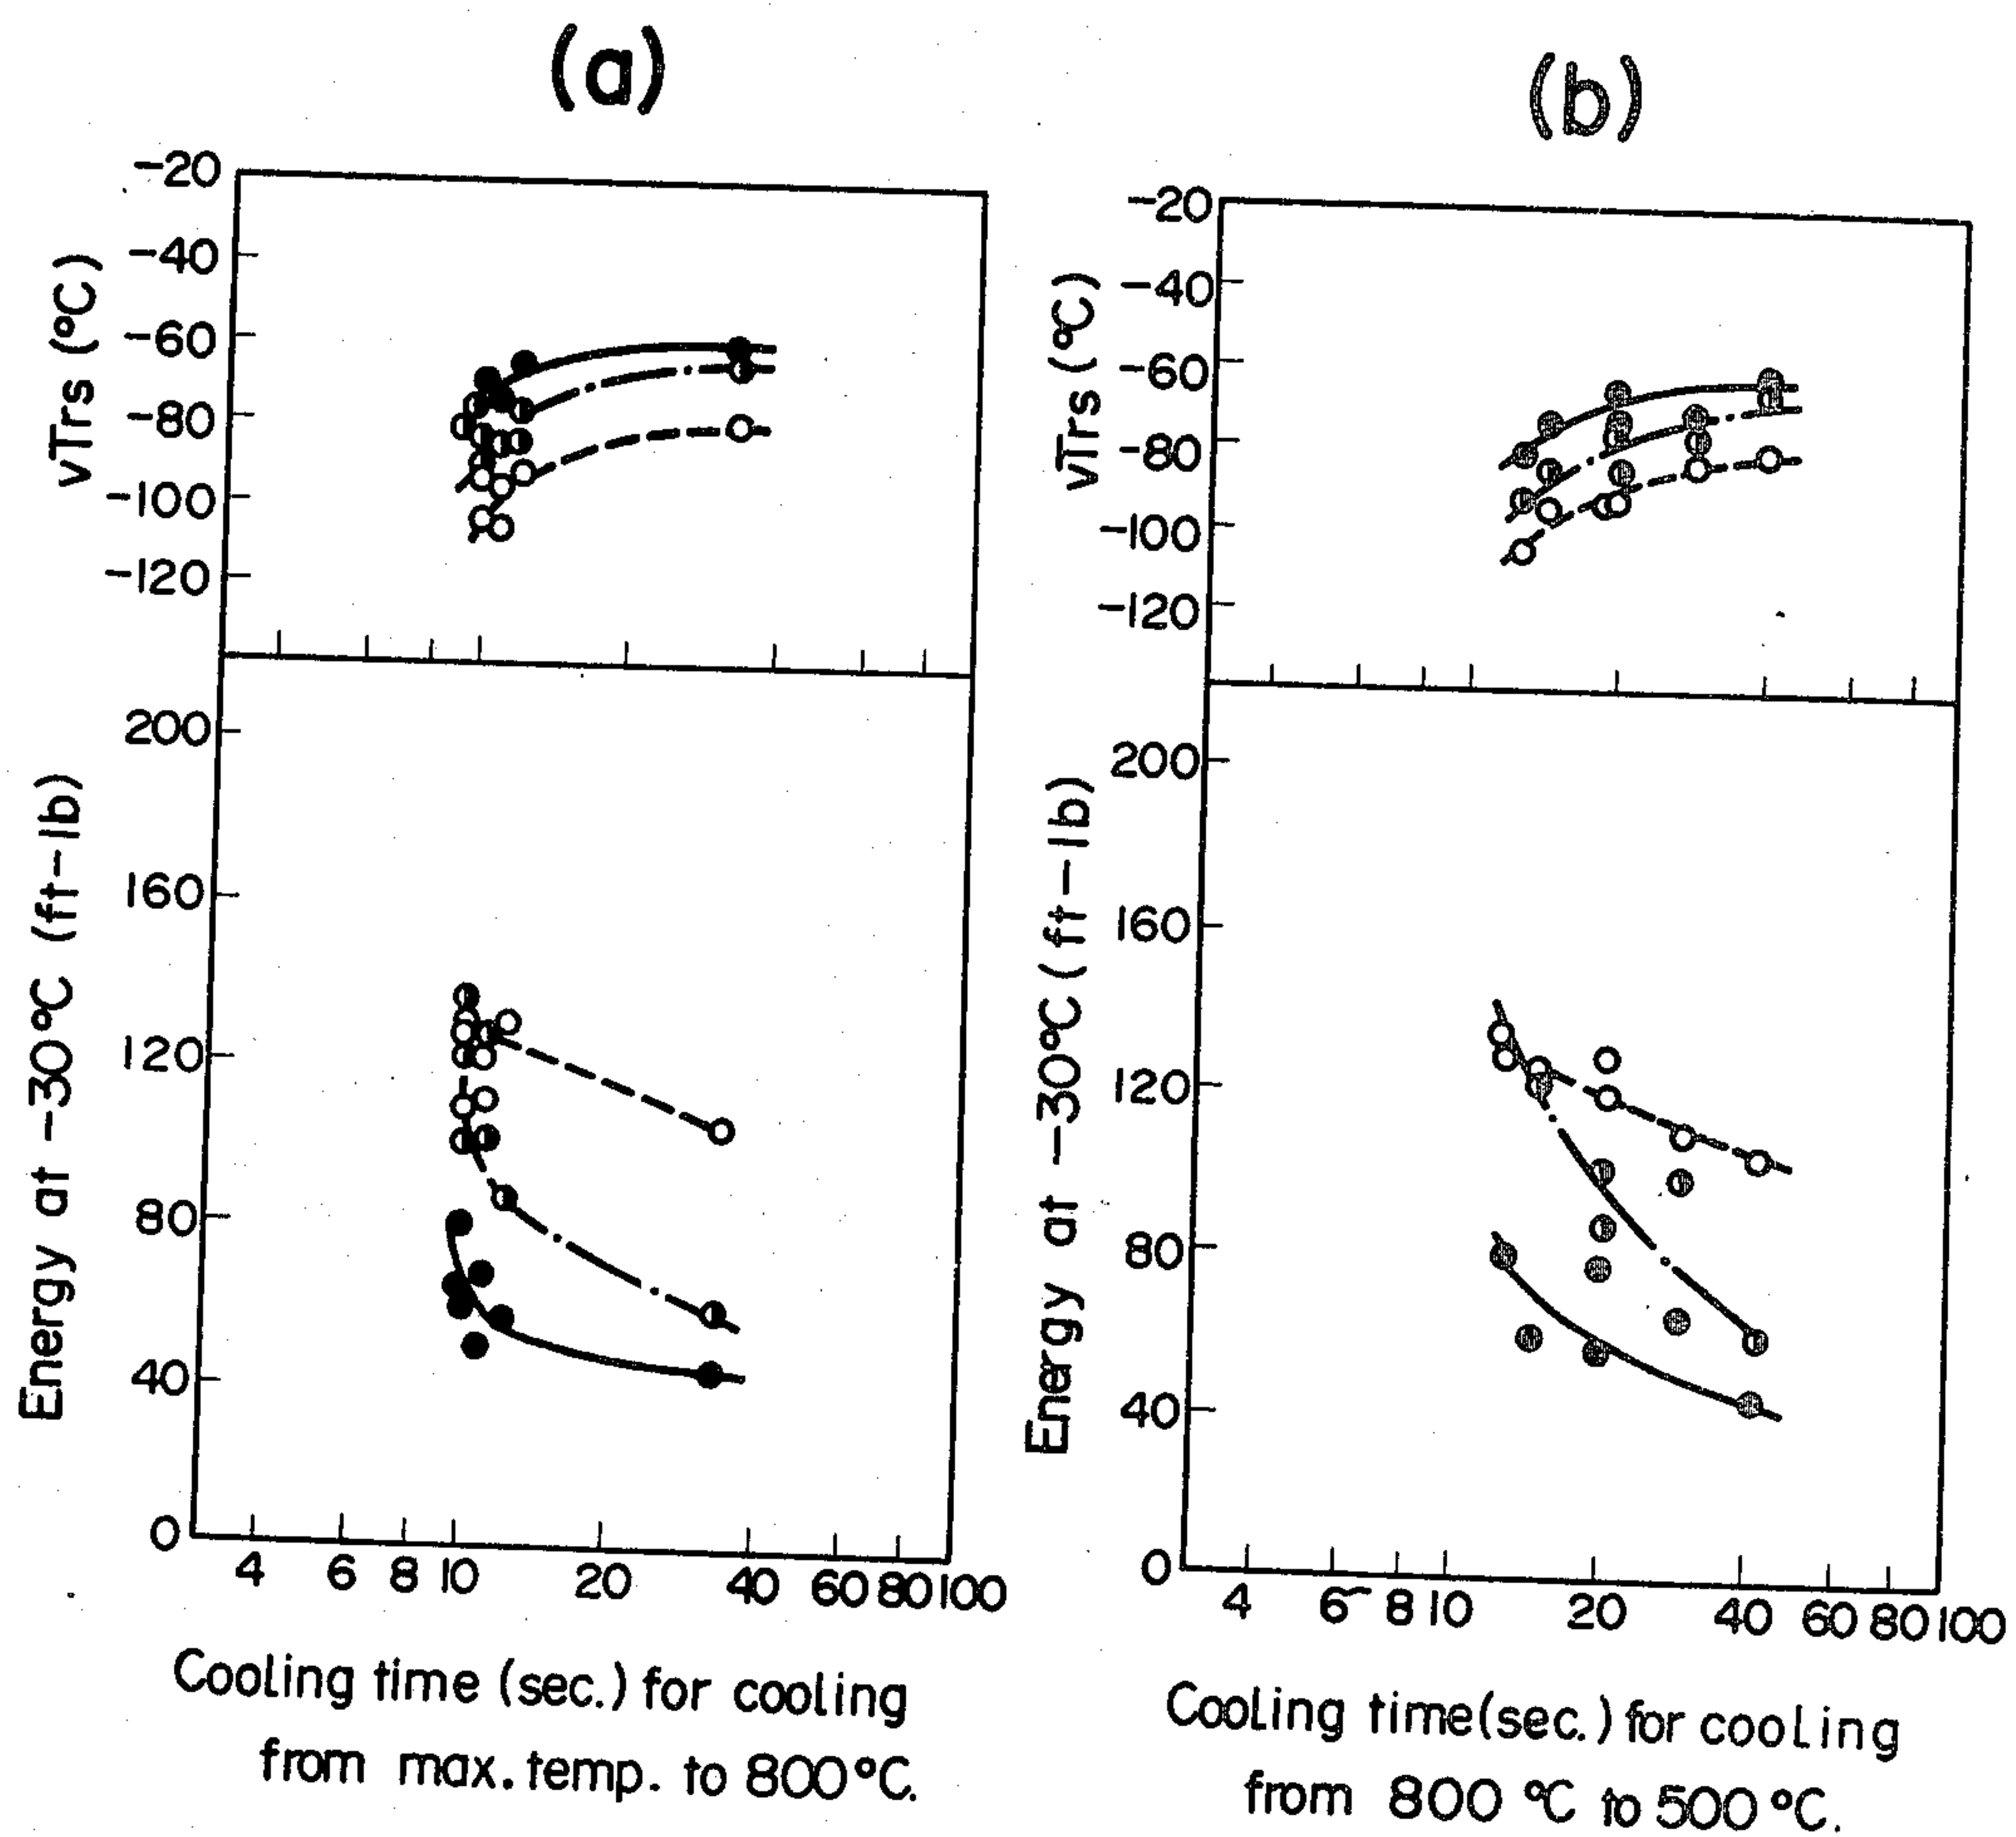 (a)
-20
-40
-60
-80
-100
-120
vTrs (°C)
200
160
120
80
40
0
Energy at -30°C (ft-lb)
4 6 8 10 20 40 60 80 100
Cooling time (sec.) for cooling
from max. temp. to 800°C.
(b)
-20
-40
-60
-80
-100
-120
vTrs (°C)
200
160
120
80
40
0
Energy at -30°C (ft-lb)
4 6 8 10 20 40 60 80 100
Cooling time (sec.) for cooling
from 800 °C to 500 °C.